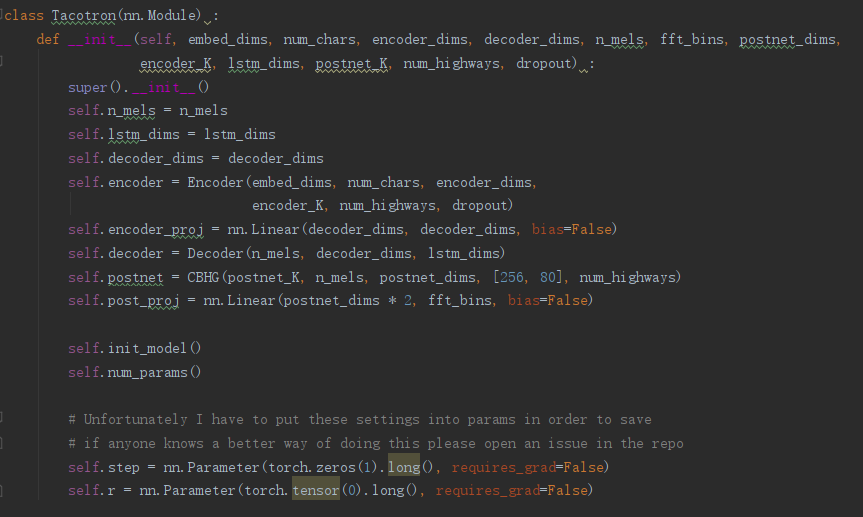 class Tacotron(nn.Module) :
    def __init__(self, embed_dims, num_chars, encoder_dims, decoder_dims, n_mels, fft_bins, postnet_dims,
                 encoder_K, lstm_dims, postnet_K, num_highways, dropout) :
        super().__init__()
        self.n_mels = n_mels
        self.lstm_dims = lstm_dims
        self.decoder_dims = decoder_dims
        self.encoder = Encoder(embed_dims, num_chars, encoder_dims,
                               encoder_K, num_highways, dropout)
        self.encoder_proj = nn.Linear(decoder_dims, decoder_dims, bias=False)
        self.decoder = Decoder(n_mels, decoder_dims, lstm_dims)
        self.postnet = CBHG(postnet_K, n_mels, postnet_dims, [256, 80], num_highways)
        self.post_proj = nn.Linear(postnet_dims * 2, fft_bins, bias=False)

        self.init_model()
        self.num_params()

        # Unfortunately I have to put these settings into params in order to save
        # if anyone knows a better way of doing this please open an issue in the repo
        self.step = nn.Parameter(torch.zeros(1).long(), requires_grad=False)
        self.r = nn.Parameter(torch.tensor(0).long(), requires_grad=False)